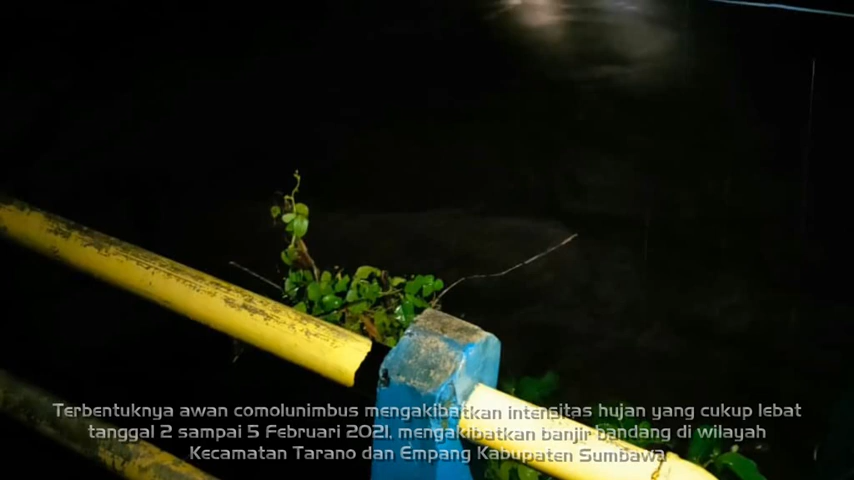 Terbentuknya awan comolunimbus mengakibatkan intensitas hujan yang cukup lebat
tanggal 2 sampai 5 Februari 2021, mengakibatkan banjir bandang di wilayah
Kecamatan Tarano dan Empang Kabupaten Sumbawa